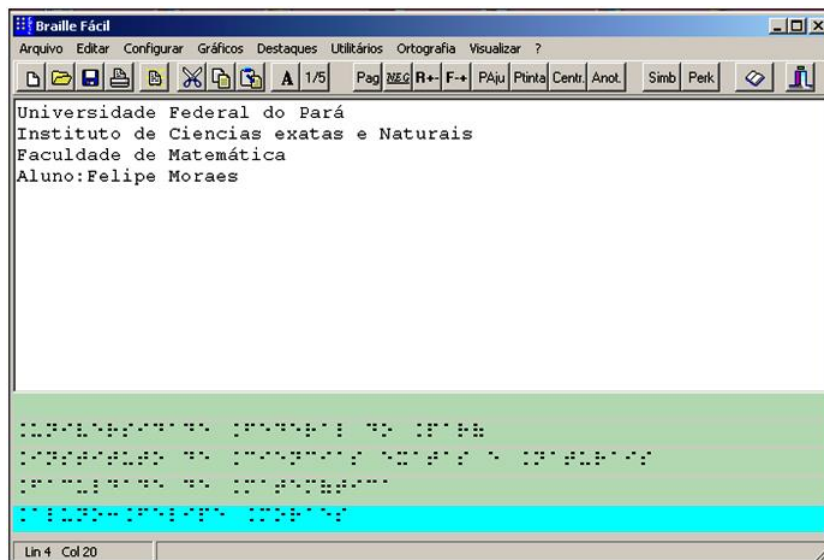 Braille Fácil
Arquivo Editar Configurar Gráficos Destaques Utilitários Ortografia Visualizar ?
A 1/5 Pag NEG R+- F-+ PAju Ptinta Centr. Anot. Simb Perk
Universidade Federal do Pará
Instituto de Ciencias exatas e Naturais
Faculdade de Matemática
Aluno:Felipe Moraes
⠨⠥⠝⠊⠧⠑⠗⠎⠊⠙⠁⠙⠑ ⠨⠋⠑⠙⠑⠗⠁⠇ ⠙⠕ ⠨⠏⠁⠗⠷
⠨⠊⠝⠎⠞⠊⠞⠥⠞⠕ ⠙⠑ ⠨⠉⠊⠑⠝⠉⠊⠁⠎ ⠑⠭⠁⠞⠁⠎ ⠑ ⠨⠝⠁⠞⠥⠗⠁⠊⠎
⠨⠋⠁⠉⠥⠇⠙⠁⠙⠑ ⠙⠑ ⠨⠍⠁⠞⠑⠍⠷⠞⠊⠉⠁
⠨⠁⠇⠥⠝⠕⠒⠨⠋⠑⠇⠊⠏⠑ ⠨⠍⠕⠗⠁⠑⠎
Lin 4 Col 20